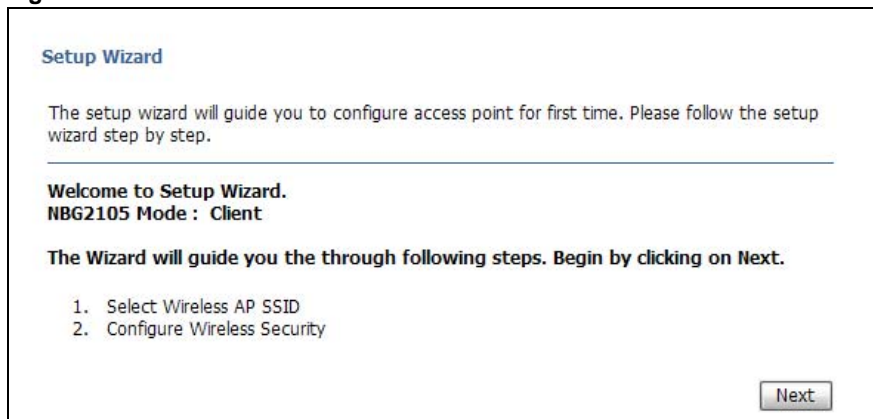 Setup Wizard
The setup wizard will guide you to configure access point for first time. Please follow the setup
wizard step by step.
Welcome to Setup Wizard.
NBG2105 Mode : Client
The Wizard will guide you the through following steps. Begin by clicking on Next.
1. Select Wireless AP SSID
2. Configure Wireless Security
Next